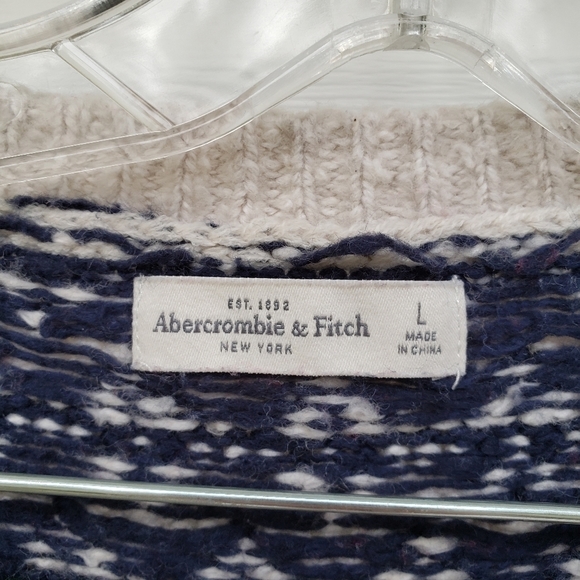 EST. 1892
Abercrombie & Fitch
NEW YORK
L
MADE
IN CHINA